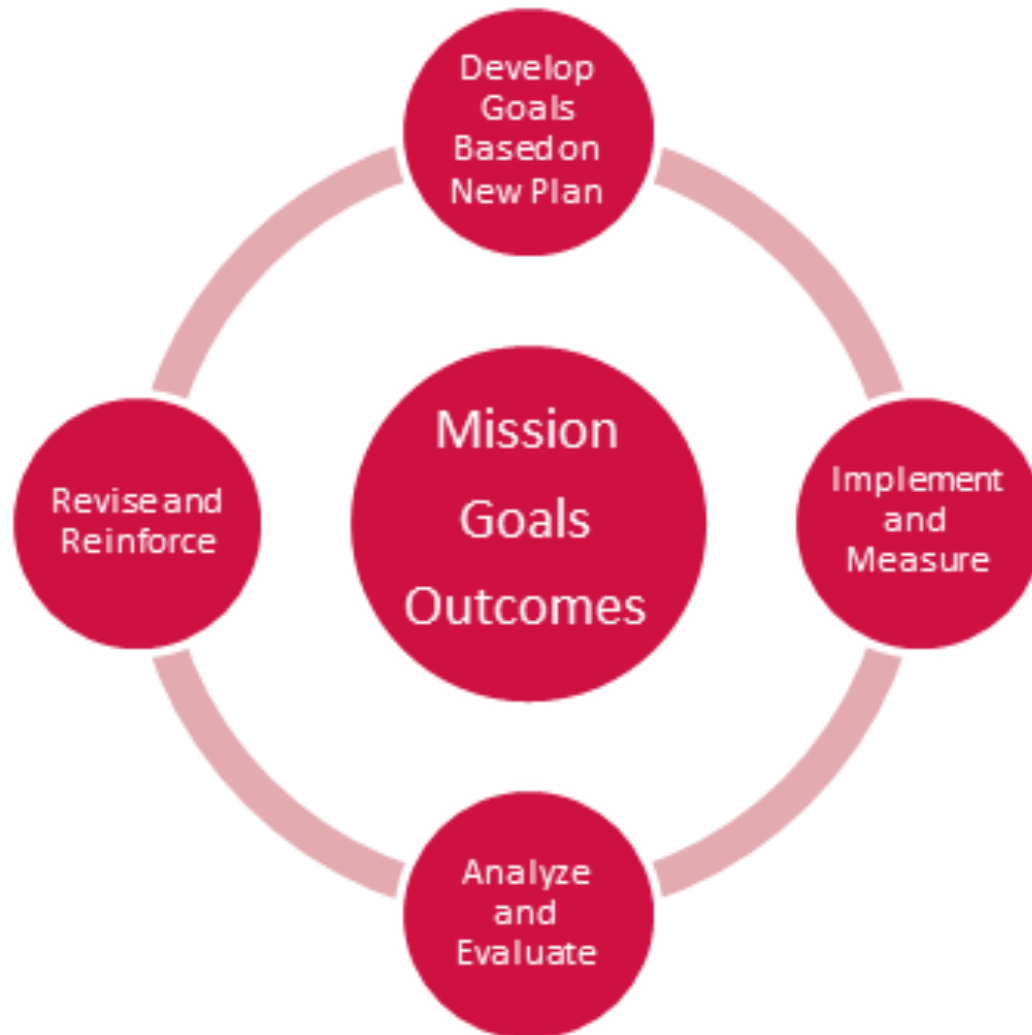 Develop
Goals
Based on
New Plan
Mission
Goals
Outcomes
Implement
and
Measure
Analyze
and
Evaluate
Revise and
Reinforce